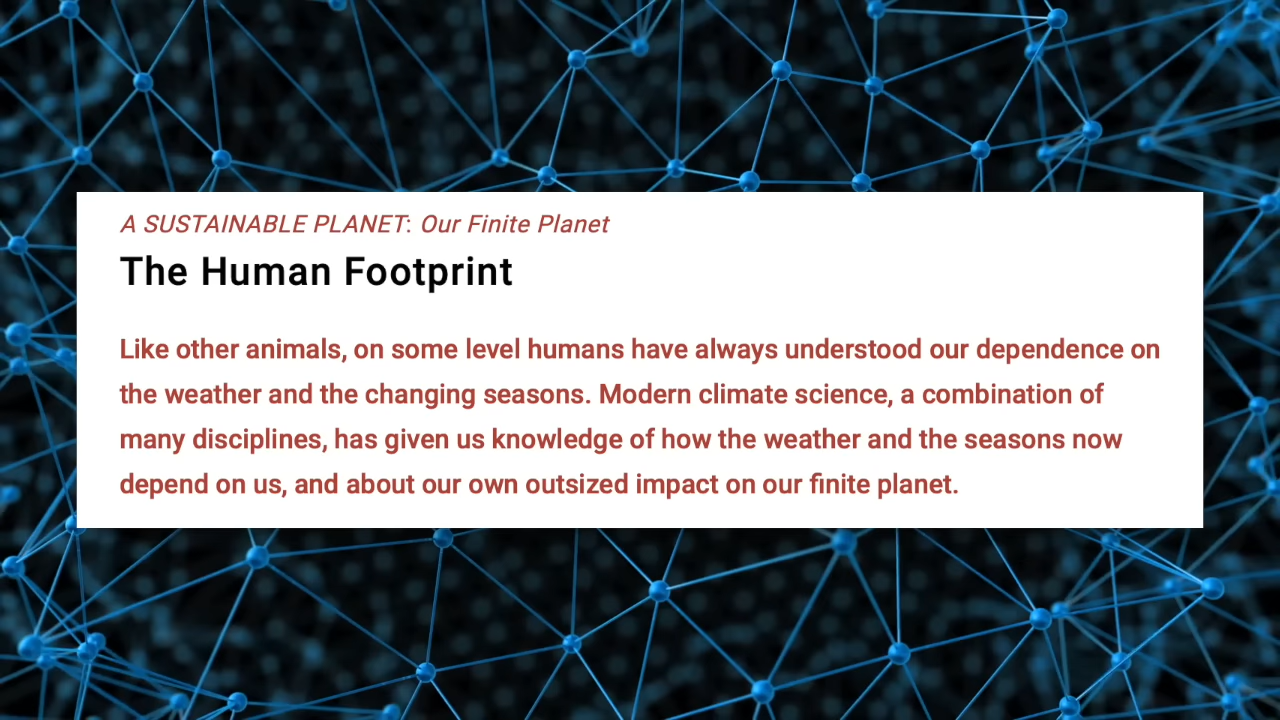 A SUSTAINABLE PLANET: Our Finite Planet
The Human Footprint
Like other animals, on some level humans have always understood our dependence on
the weather and the changing seasons. Modern climate science, a combination of
many disciplines, has given us knowledge of how the weather and the seasons now
depend on us, and about our own outsized impact on our finite planet.